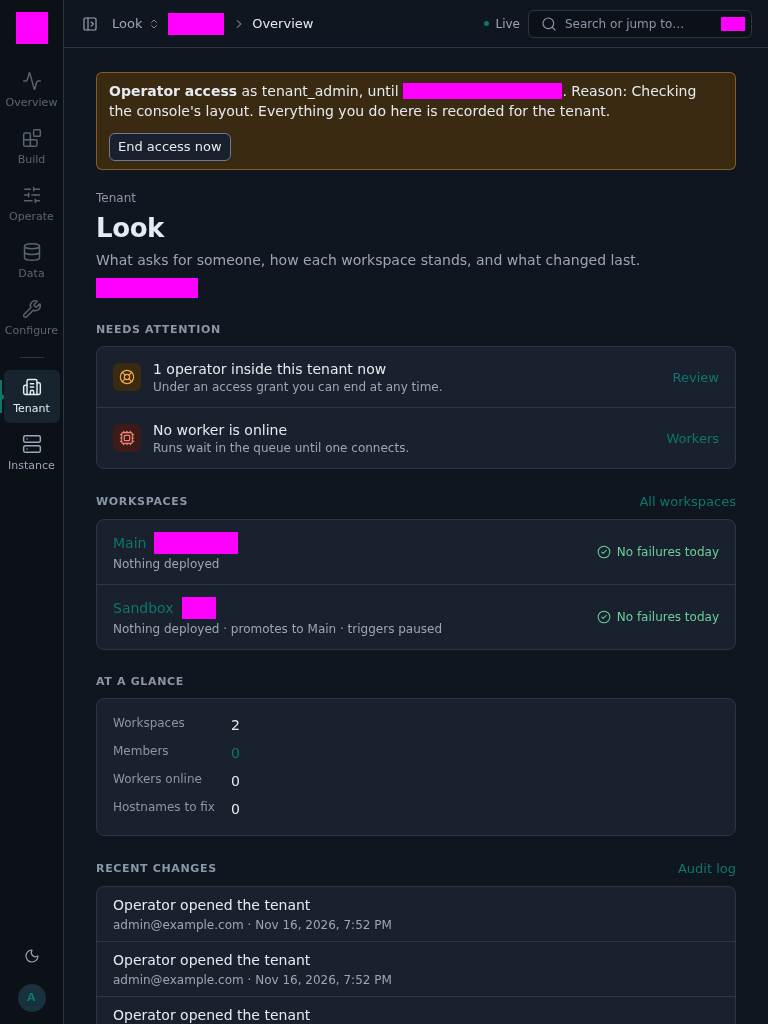 Look
Overview
Live
Search or jump to...
Overview
Build
Operate
Data
Configure
Tenant
Instance
A
Operator access as tenant_admin, until . Reason: Checking
the console's layout. Everything you do here is recorded for the tenant.
End access now
Tenant
Look
What asks for someone, how each workspace stands, and what changed last.
NEEDS ATTENTION
1 operator inside this tenant now
Under an access grant you can end at any time.
Review
No worker is online
Runs wait in the queue until one connects.
Workers
WORKSPACES
All workspaces
Main
Nothing deployed
No failures today
Sandbox
Nothing deployed · promotes to Main · triggers paused
No failures today
AT A GLANCE
Workspaces 2
Members 0
Workers online 0
Hostnames to fix 0
RECENT CHANGES
Audit log
Operator opened the tenant
admin@example.com · Nov 16, 2026, 7:52 PM
Operator opened the tenant
admin@example.com · Nov 16, 2026, 7:52 PM
Operator opened the tenant